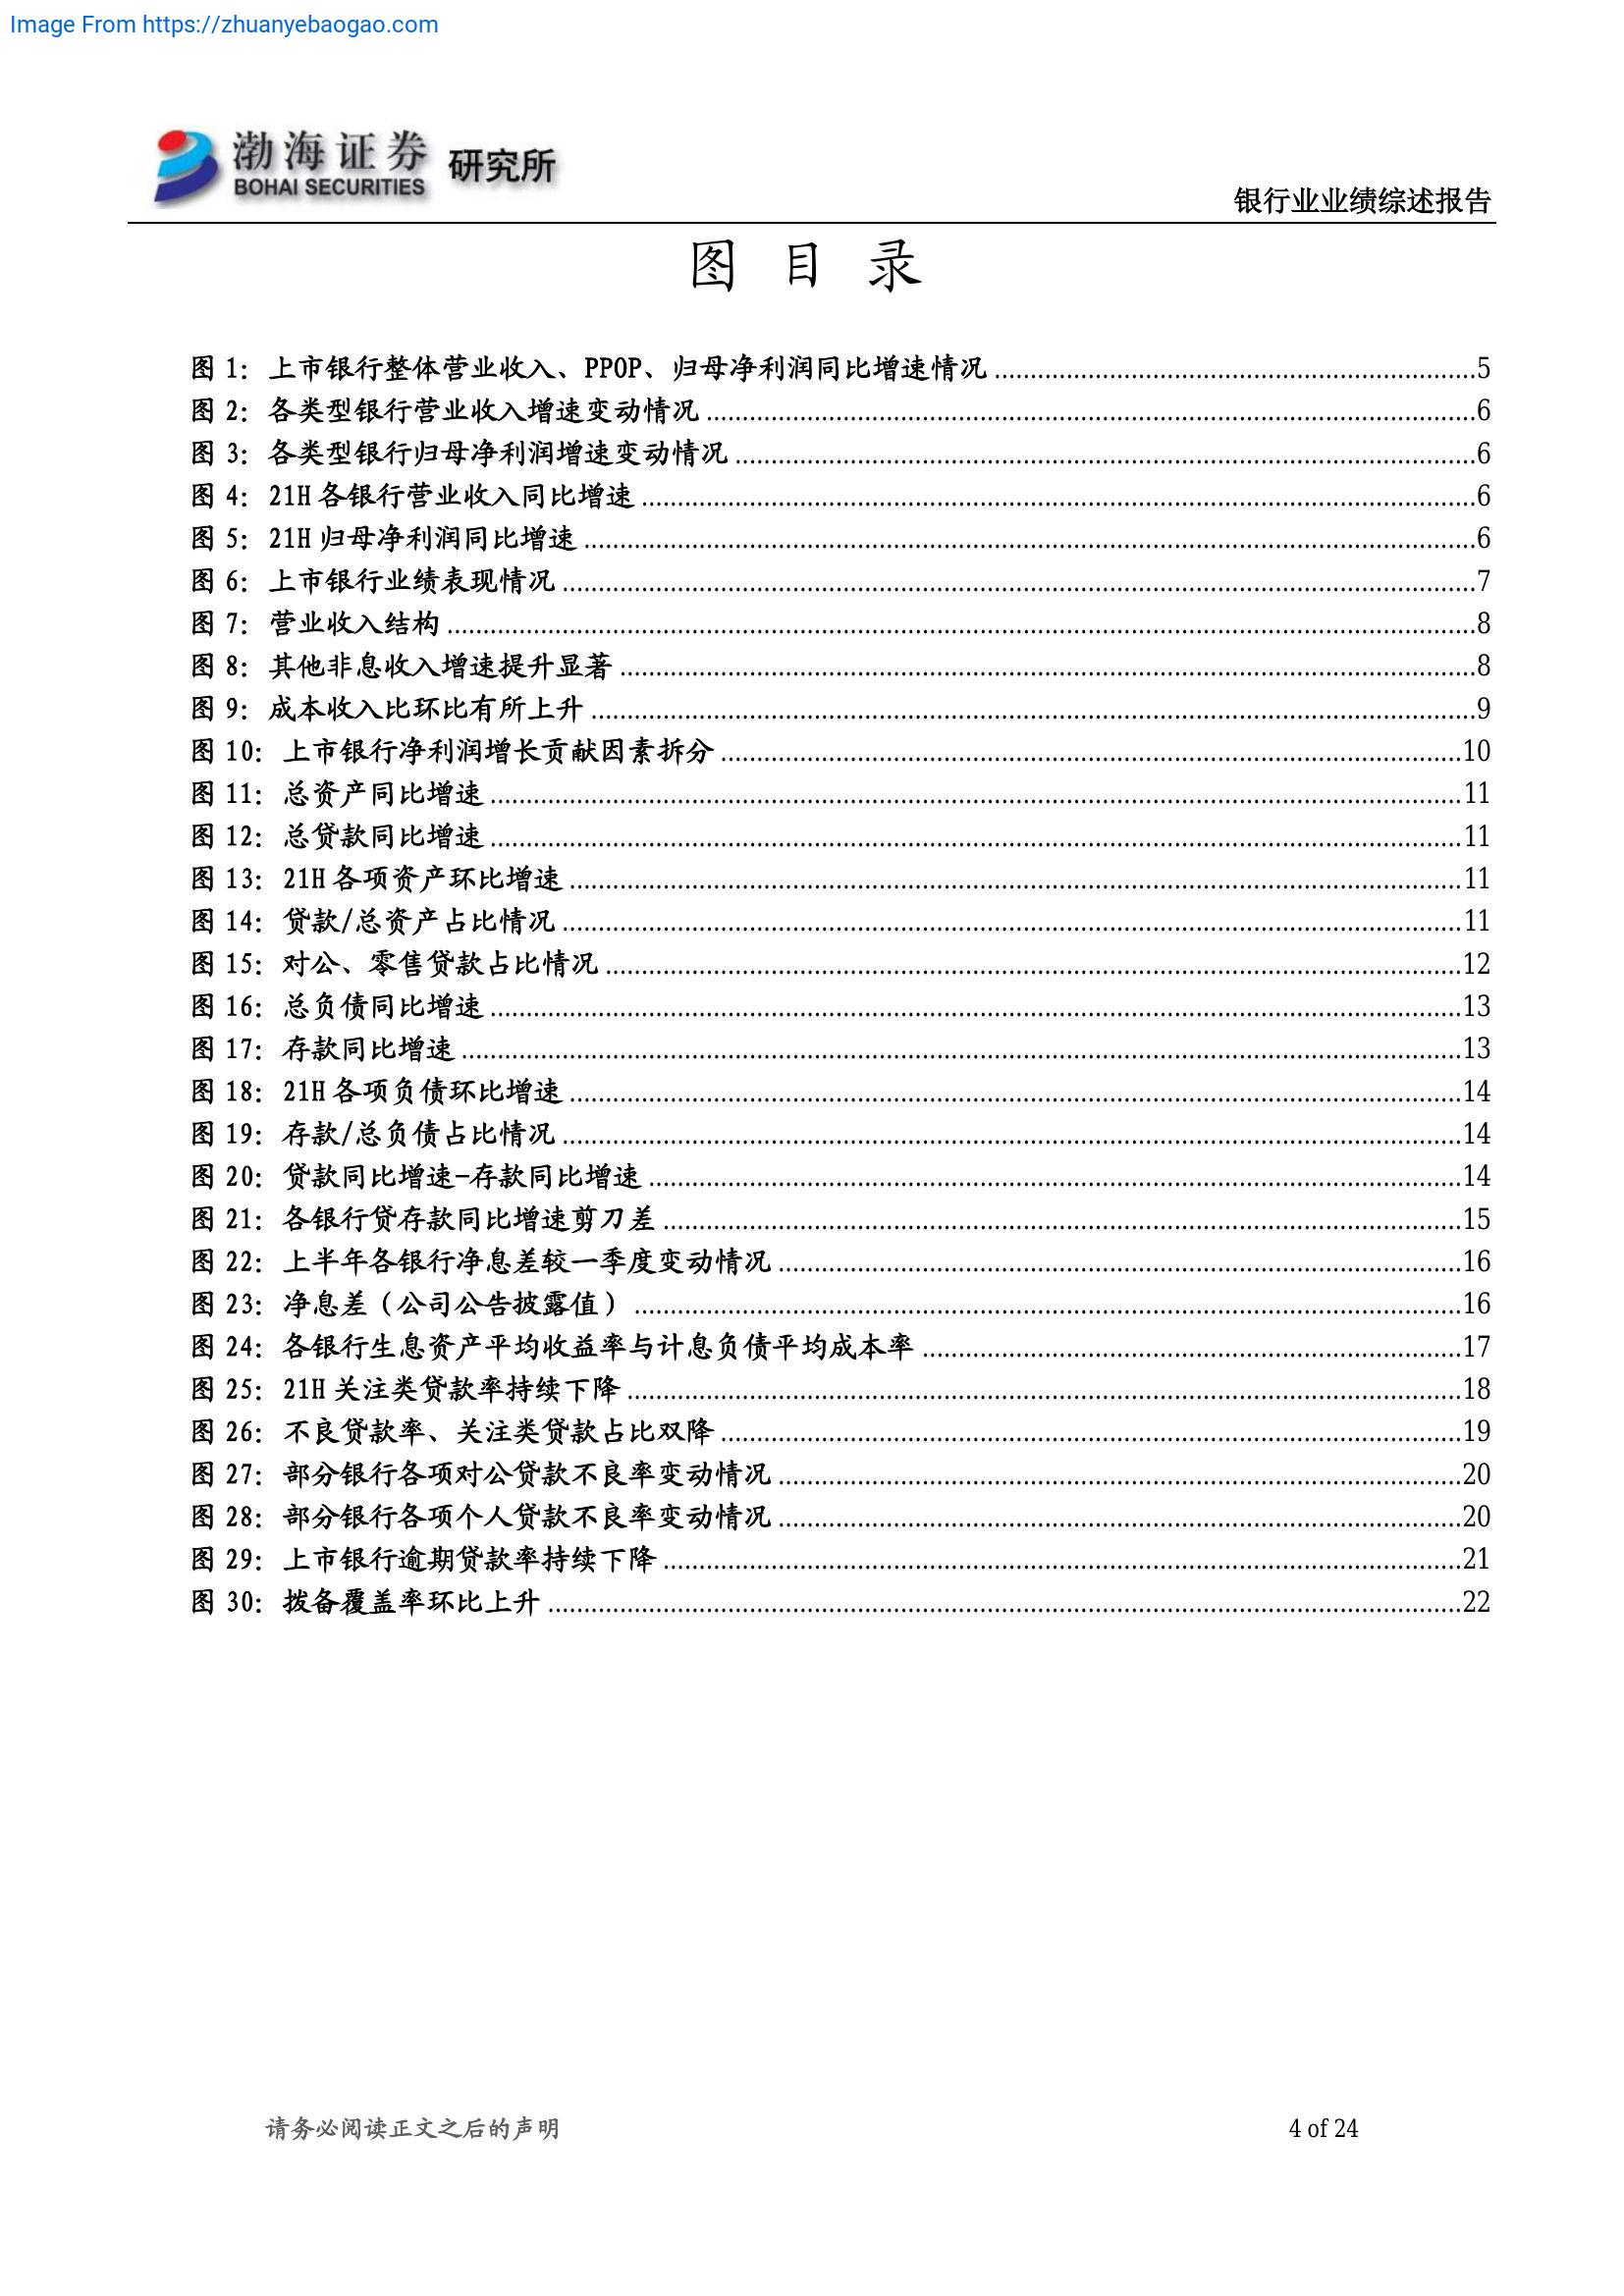 Image From https://zhuanyebaogao.com
渤海证券 研究所
BOHAI SECURITIES
银行业业绩综述报告
图 目 录
图 1：上市银行整体营业收入、PPOP、归母净利润同比增速情况 ........ 5
图 2：各类型银行营业收入增速变动情况 ........ 6
图 3：各类型银行归母净利润增速变动情况 ........ 6
图 4：21H 各银行营业收入同比增速 ........ 6
图 5：21H 归母净利润同比增速 ........ 6
图 6：上市银行业绩表现情况 ........ 7
图 7：营业收入结构 ........ 8
图 8：其他非息收入增速提升显著 ........ 8
图 9：成本收入比环比有所上升 ........ 9
图 10：上市银行净利润增长贡献因素拆分 ........ 10
图 11：总资产同比增速 ........ 11
图 12：总贷款同比增速 ........ 11
图 13：21H 各项资产环比增速 ........ 11
图 14：贷款/总资产占比情况 ........ 11
图 15：对公、零售贷款占比情况 ........ 12
图 16：总负债同比增速 ........ 13
图 17：存款同比增速 ........ 13
图 18：21H 各项负债环比增速 ........ 14
图 19：存款/总负债占比情况 ........ 14
图 20：贷款同比增速-存款同比增速 ........ 14
图 21：各银行贷存款同比增速剪刀差 ........ 15
图 22：上半年各银行净息差较一季度变动情况 ........ 16
图 23：净息差（公司公告披露值） ........ 16
图 24：各银行生息资产平均收益率与计息负债平均成本率 ........ 17
图 25：21H 关注类贷款率持续下降 ........ 18
图 26：不良贷款率、关注类贷款占比双降 ........ 19
图 27：部分银行各项对公贷款不良率变动情况 ........ 20
图 28：部分银行各项个人贷款不良率变动情况 ........ 20
图 29：上市银行逾期贷款率持续下降 ........ 21
图 30：拨备覆盖率环比上升 ........ 22
请务必阅读正文之后的声明 4 of 24